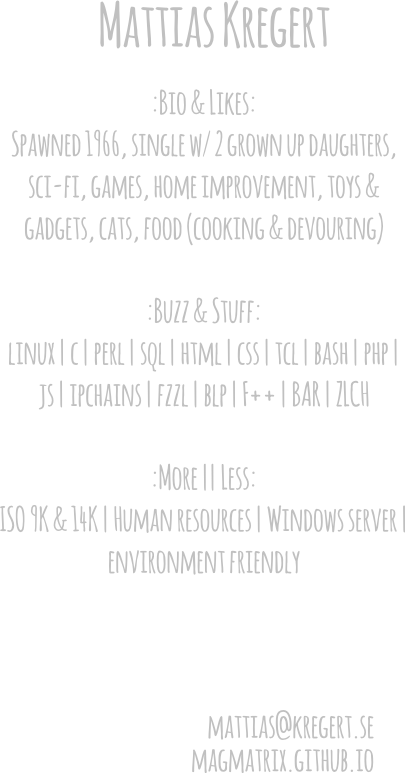 Mattias Kregert
:Bio & Likes:
Spawned 1966, single w/ 2 grown up daughters,
sci-fi, games, home improvement, toys &
gadgets, cats, food (cooking & devouring)
:Buzz & Stuff:
linux | c | perl | sql | html | css | tcl | bash | php |
js | ipchains | fzzl | blp | F++ | BAR | ZLCH
:More || Less:
ISO 9K & 14K | Human resources | Windows server |
environment friendly
mattias@kregert.se
magmatrix.github.io